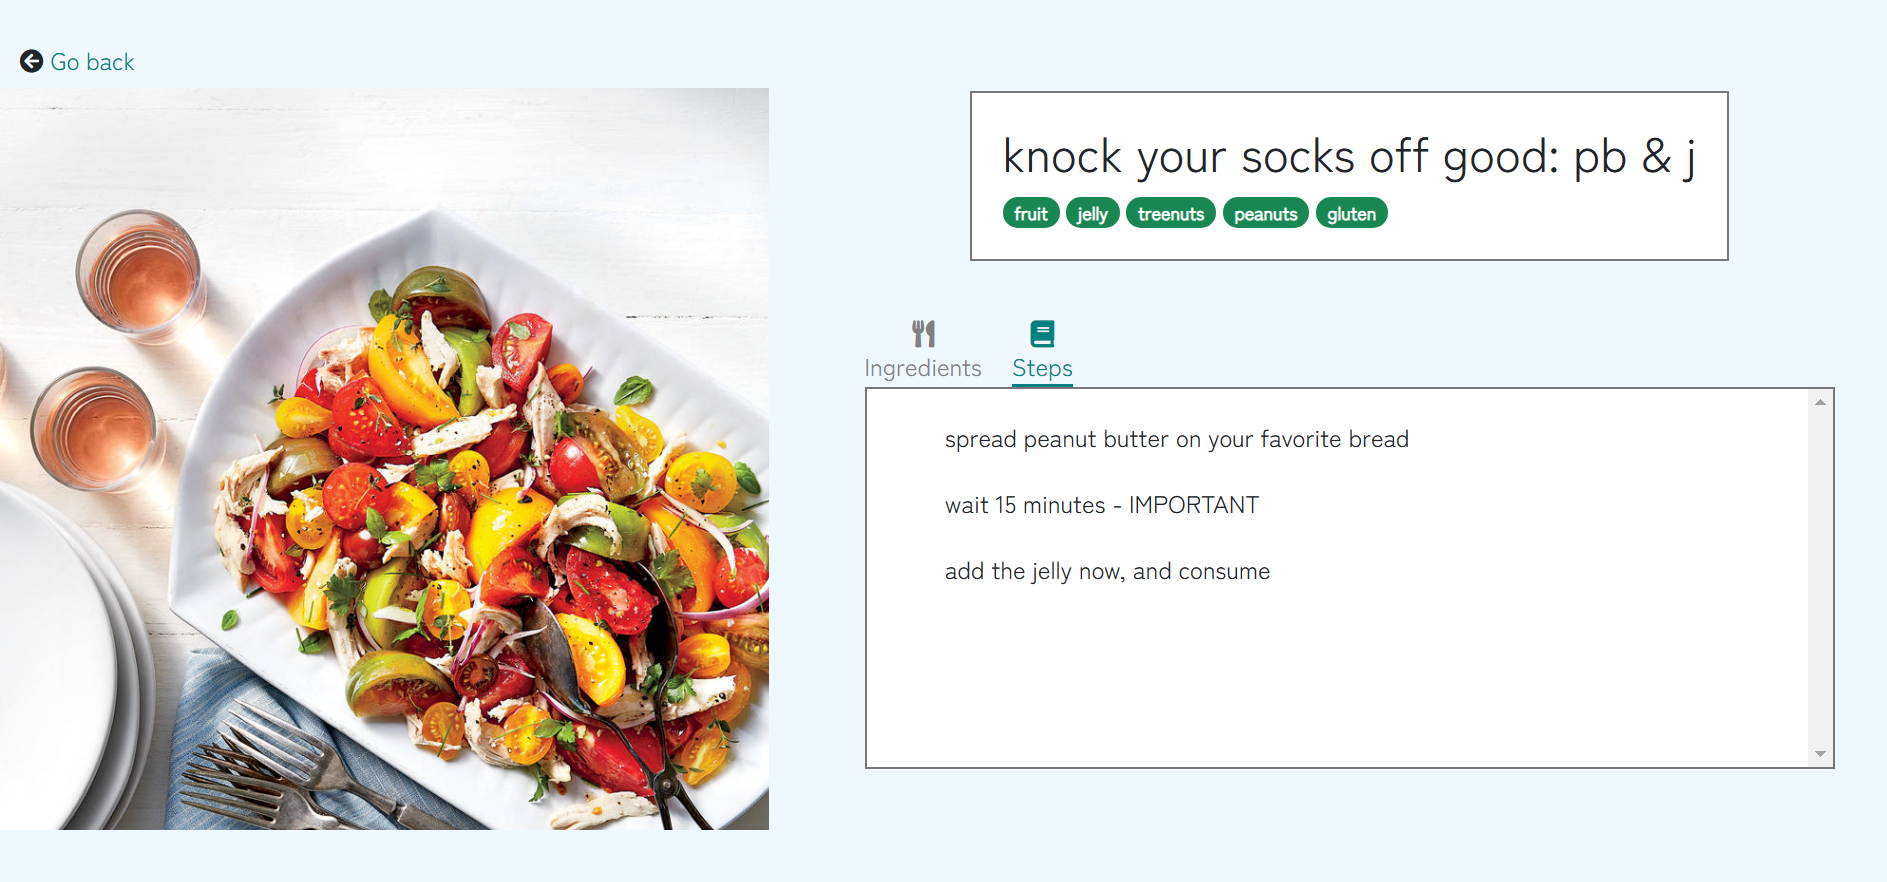 Go back
knock your socks off good: pb & j
fruit jelly treenuts peanuts gluten
Ingredients Steps
spread peanut butter on your favorite bread
wait 15 minutes - IMPORTANT
add the jelly now, and consume